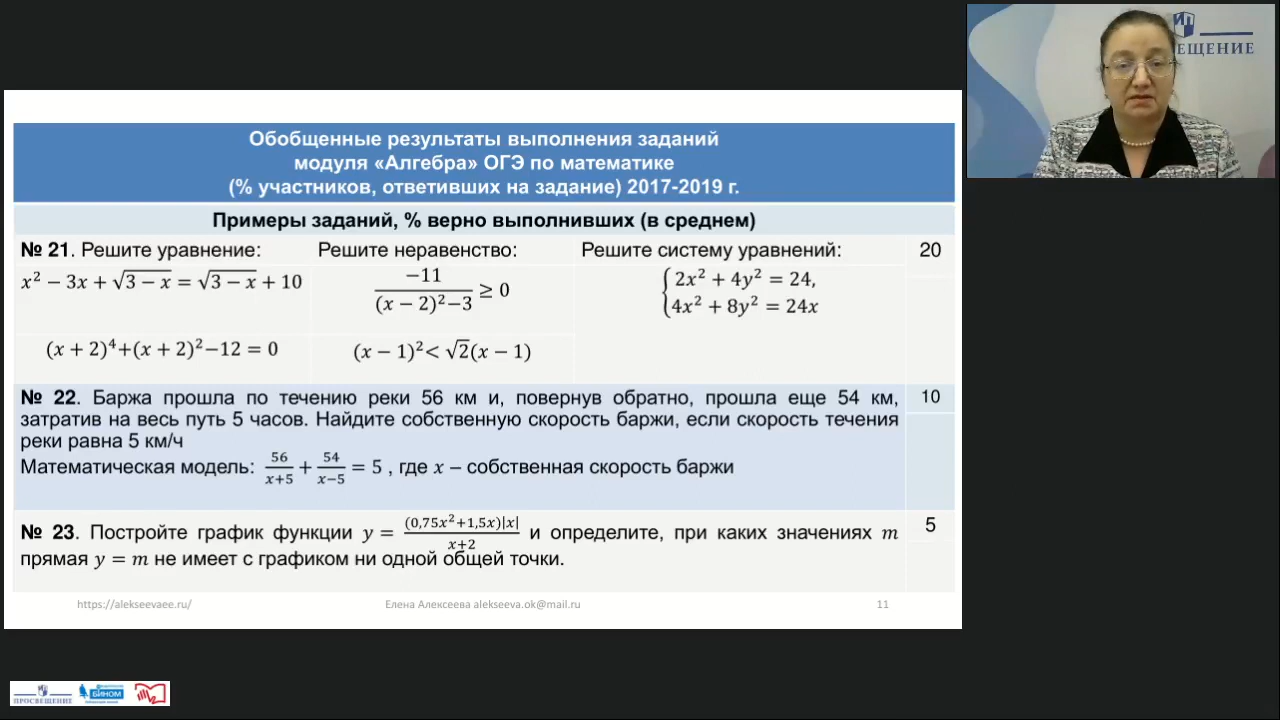 ЕЩЕНИЕ
Обобщенные результаты выполнения заданий
модуля «Алгебра» ОГЭ по математике
(% участников, ответивших на задание) 2017-2019 г.
Примеры заданий, % верно выполнивших (в среднем)
№ 21. Решите уравнение: Решите неравенство: Решите систему уравнений: 20
x² − 3x + √(3 − x) = √(3 − x) + 10
−11/((x − 2)²−3) ≥ 0
{2x² + 4y² = 24,
4x² + 8y² = 24x
(x + 2)⁴+(x + 2)²−12 = 0
(x − 1)²< √2(x − 1)
№ 22. Баржа прошла по течению реки 56 км и, повернув обратно, прошла еще 54 км, 10
затратив на весь путь 5 часов. Найдите собственную скорость баржи, если скорость течения
реки равна 5 км/ч
Математическая модель: 56/(x+5) + 54/(x−5) = 5 , где x – собственная скорость баржи
№ 23. Постройте график функции y = ((0,75x²+1,5x)|x|)/(x+2) и определите, при каких значениях m 5
прямая y = m не имеет с графиком ни одной общей точки.
https://alekseevaee.ru/ Елена Алексеева alekseeva.ok@mail.ru 11
ПРОСВЕЩЕНИЕ
БИНОМ